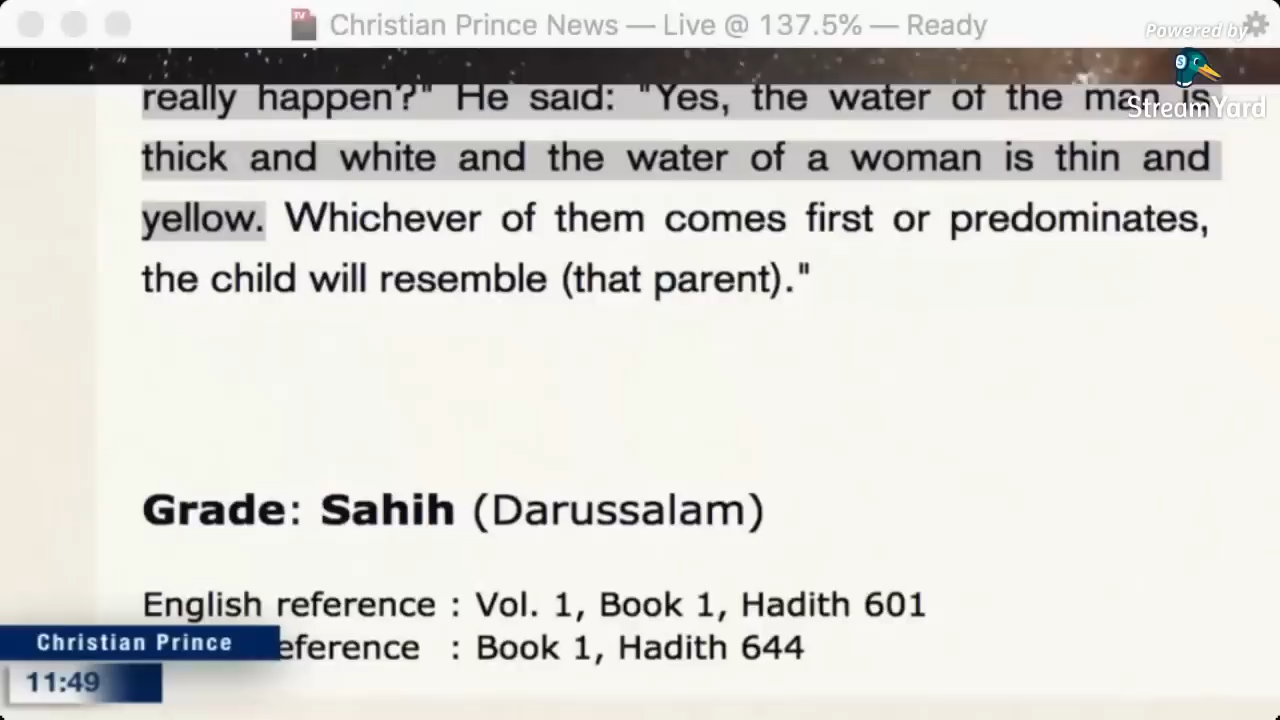 Christian Prince News — Live @ 137.5% — Ready
Powered by
StreamYard
really happen?" He said: "Yes, the water of the man is
thick and white and the water of a woman is thin and
yellow. Whichever of them comes first or predominates,
the child will resemble (that parent)."
Grade: Sahih (Darussalam)
English reference : Vol. 1, Book 1, Hadith 601
eference : Book 1, Hadith 644
Christian Prince
11:49